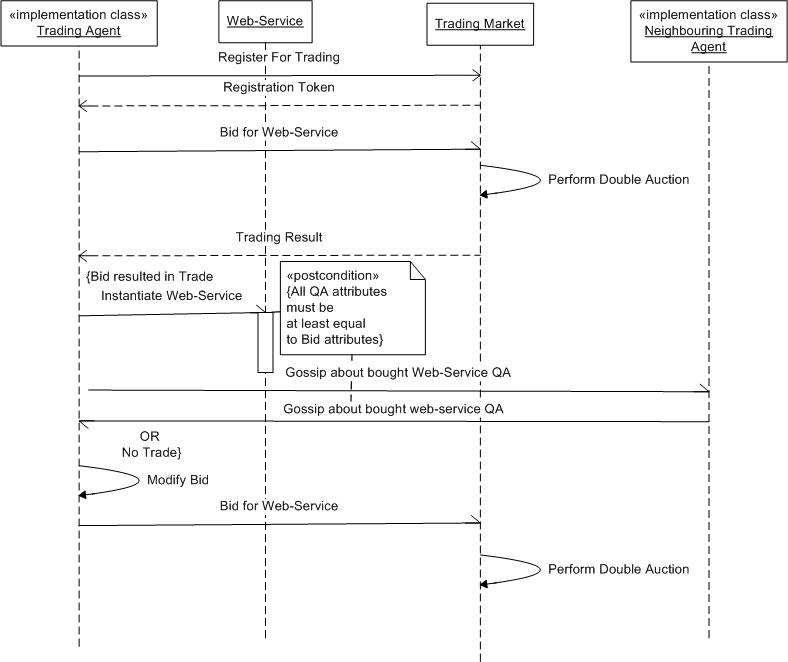 «implementation class»
Trading Agent
Web-Service
Trading Market
«implementation class»
Neighbouring Trading
Agent
Register For Trading
Registration Token
Bid for Web-Service
Perform Double Auction
Trading Result
{Bid resulted in Trade
Instantiate Web-Service
«postcondition»
{All QA attributes
must be
at least equal
to Bid attributes}
Gossip about bought Web-Service QA
Gossip about bought web-service QA
OR
No Trade}
Modify Bid
Bid for Web-Service
Perform Double Auction